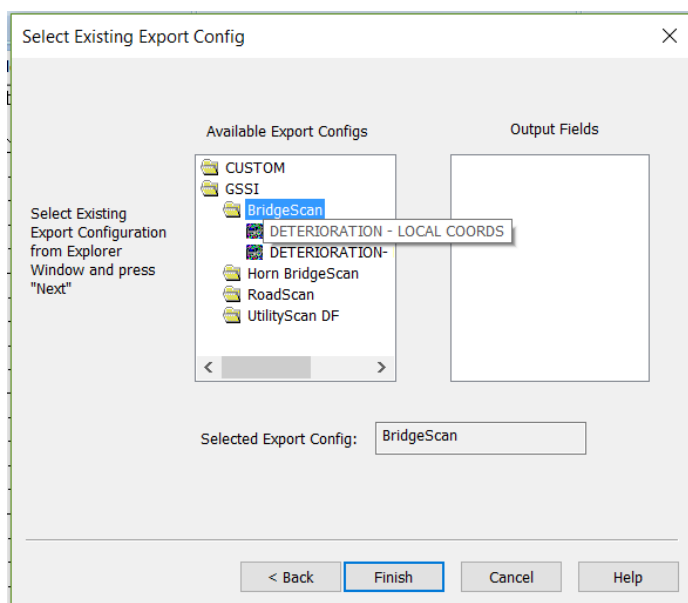 Select Existing Export Config
Available Export Configs
Output Fields
CUSTOM
GSSI
BridgeScan
DETERIORATION - LOCAL COORDS
DETERIORATION-
Horn BridgeScan
RoadScan
UtilityScan DF
Select Existing
Export Configuration
from Explorer
Window and press
"Next"
Selected Export Config:
BridgeScan
< Back
Finish
Cancel
Help